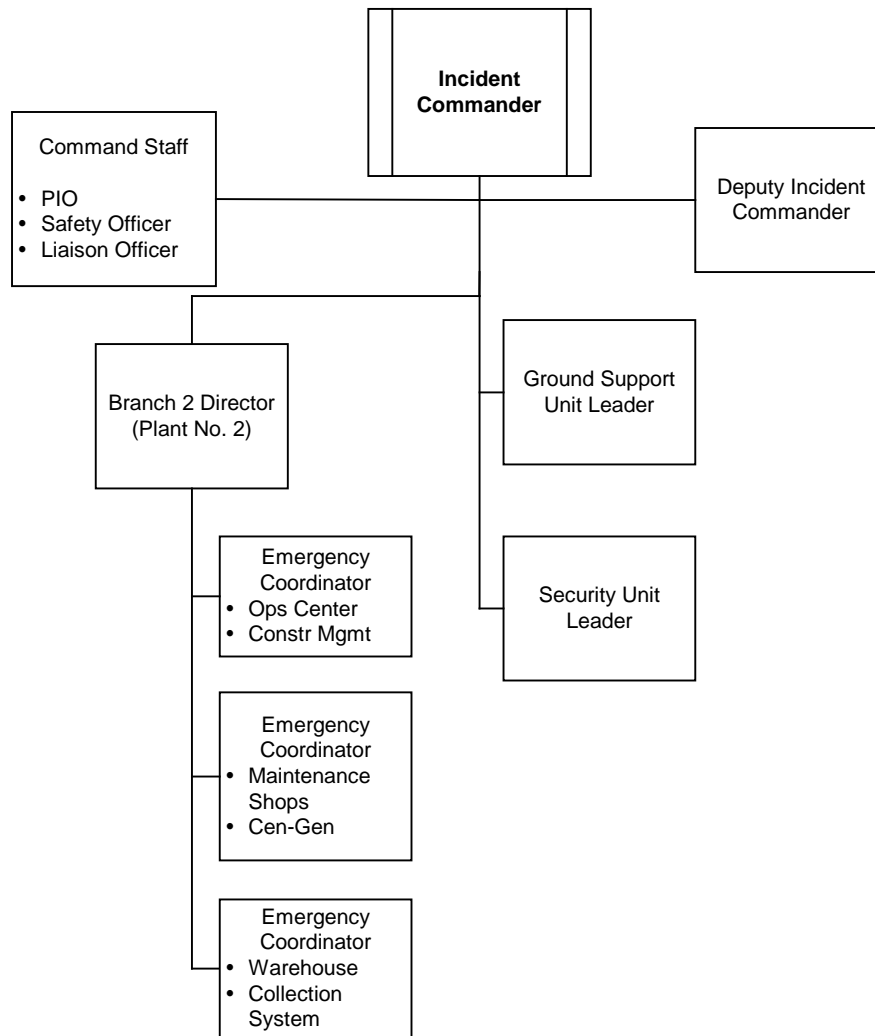 Incident
Commander
Command Staff
• PIO
• Safety Officer
• Liaison Officer
Deputy Incident
Commander
Branch 2 Director
(Plant No. 2)
Ground Support
Unit Leader
Emergency
Coordinator
• Ops Center
• Constr Mgmt
Security Unit
Leader
Emergency
Coordinator
• Maintenance
Shops
• Cen-Gen
Emergency
Coordinator
• Warehouse
• Collection
System